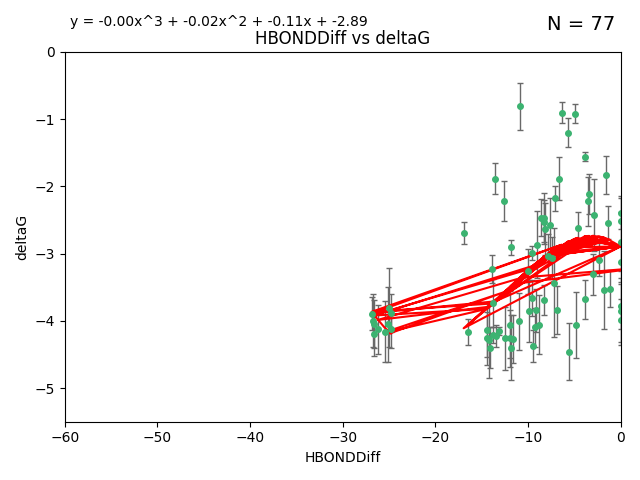 y = -0.00x^3 + -0.02x^2 + -0.11x + -2.89
N = 77
HBONDDiff vs deltaG
0
−1
−2
−3
−4
−5
deltaG
−60 −50 −40 −30 −20 −10 0
HBONDDiff